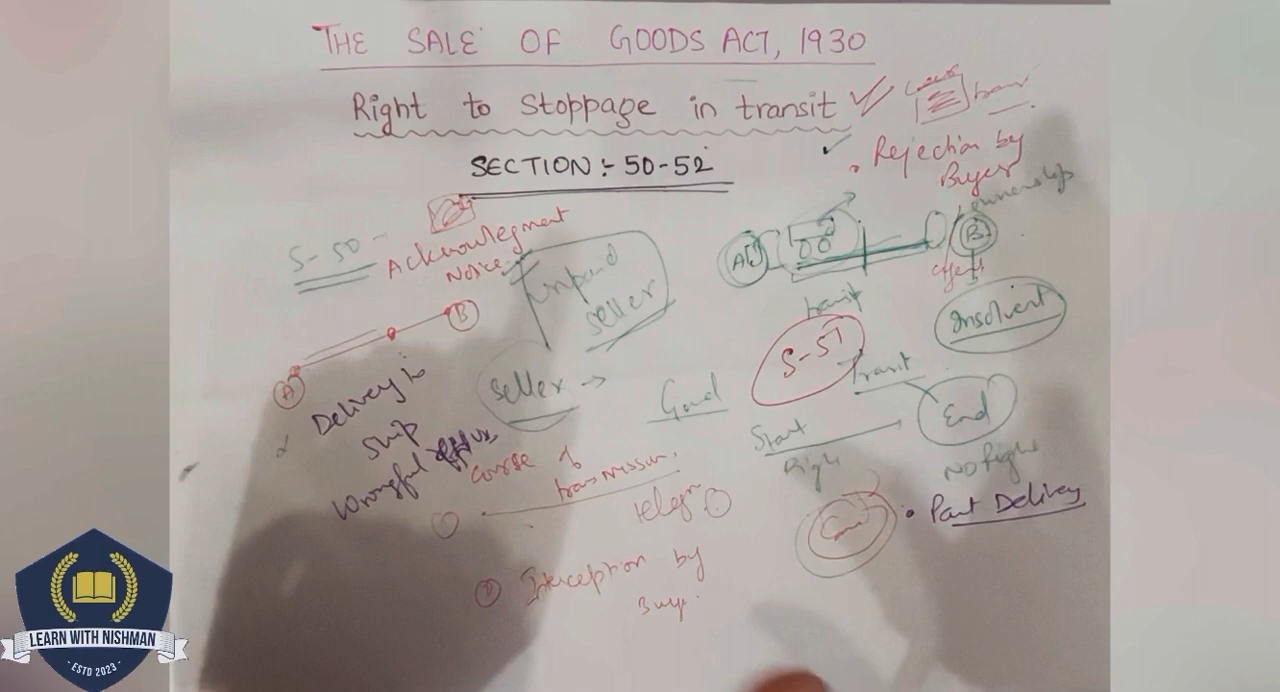 THE SALE OF GOODS ACT, 1930
Right to Stoppage in transit
SECTION :- 50-52
• Rejection by
Buyer
ownership
S-50 -
Acknowlegment
Notice
unpaid
seller
A
B
A
B
transit
Insolvent
S-51
Transit
End
Start
Right
No Right
seller →
Good
Delivery to
Ship
Wrongful
Course of
transmission.
• Part Delivery
Interception by
LEARN WITH NISHMAN
- ESTD 2023 -